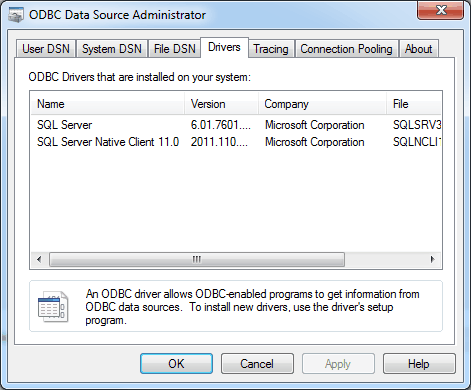 ODBC Data Source Administrator
User DSN System DSN File DSN Drivers Tracing Connection Pooling About
ODBC Drivers that are installed on your system:
Name Version Company File
SQL Server 6.01.7601.... Microsoft Corporation SQLSRV3
SQL Server Native Client 11.0 2011.110.... Microsoft Corporation SQLNCLI1
An ODBC driver allows ODBC-enabled programs to get information from
ODBC data sources. To install new drivers, use the driver's setup
program.
OK Cancel Apply Help